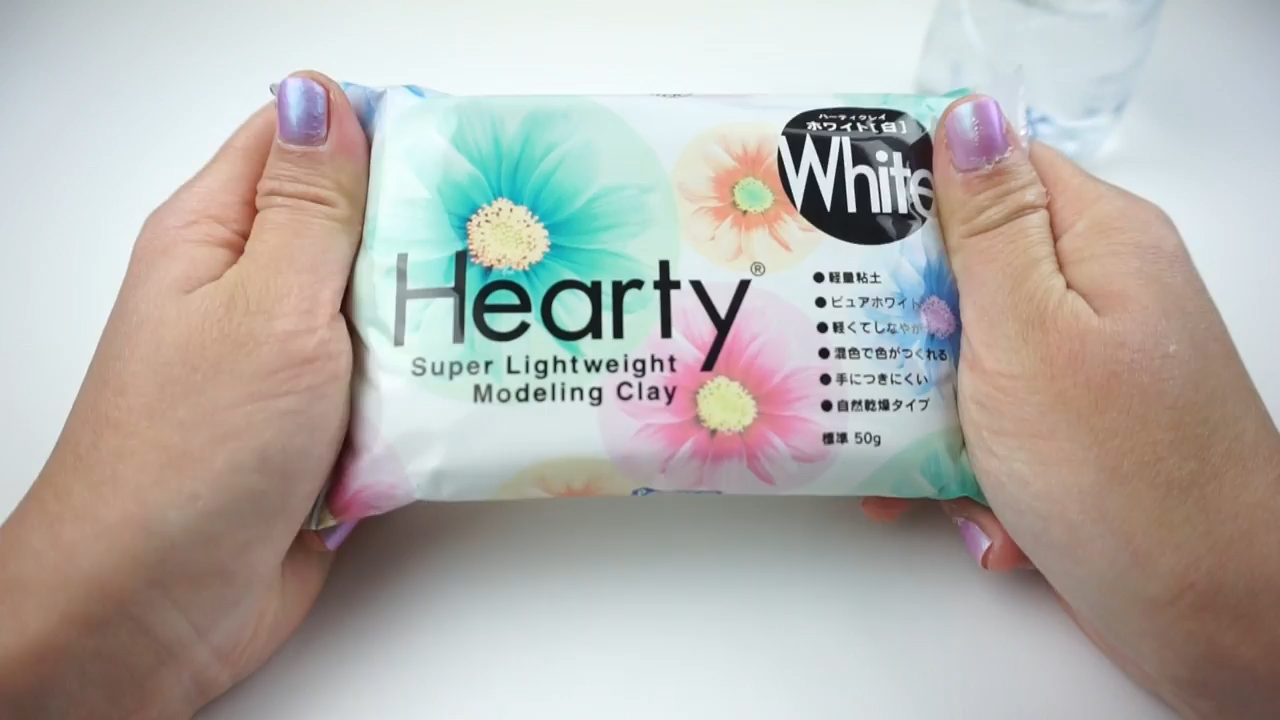 ハーティクレイ
ホワイト[白]
White
Hearty®
Super Lightweight
Modeling Clay
●軽量粘土
●ピュアホワイト
●軽くてしなやか
●混色で色がつくれる
●手につきにくい
●自然乾燥タイプ
標準 50g